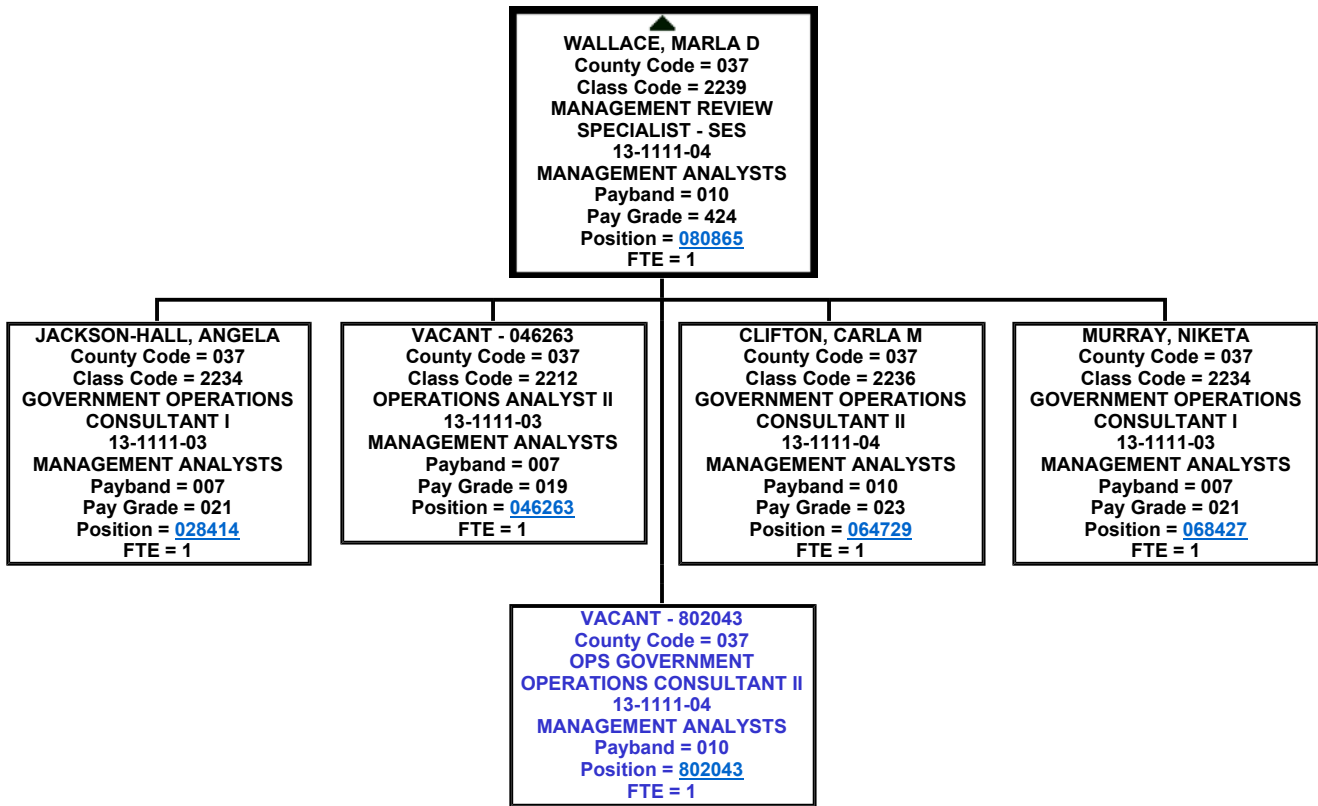 WALLACE, MARLA D
County Code = 037
Class Code = 2239
MANAGEMENT REVIEW
SPECIALIST - SES
13-1111-04
MANAGEMENT ANALYSTS
Payband = 010
Pay Grade = 424
Position = 080865
FTE = 1
JACKSON-HALL, ANGELA
County Code = 037
Class Code = 2234
GOVERNMENT OPERATIONS
CONSULTANT I
13-1111-03
MANAGEMENT ANALYSTS
Payband = 007
Pay Grade = 021
Position = 028414
FTE = 1
VACANT - 046263
County Code = 037
Class Code = 2212
OPERATIONS ANALYST II
13-1111-03
MANAGEMENT ANALYSTS
Payband = 007
Pay Grade = 019
Position = 046263
FTE = 1
CLIFTON, CARLA M
County Code = 037
Class Code = 2236
GOVERNMENT OPERATIONS
CONSULTANT II
13-1111-04
MANAGEMENT ANALYSTS
Payband = 010
Pay Grade = 023
Position = 064729
FTE = 1
MURRAY, NIKETA
County Code = 037
Class Code = 2234
GOVERNMENT OPERATIONS
CONSULTANT I
13-1111-03
MANAGEMENT ANALYSTS
Payband = 007
Pay Grade = 021
Position = 068427
FTE = 1
VACANT - 802043
County Code = 037
OPS GOVERNMENT
OPERATIONS CONSULTANT II
13-1111-04
MANAGEMENT ANALYSTS
Payband = 010
Position = 802043
FTE = 1